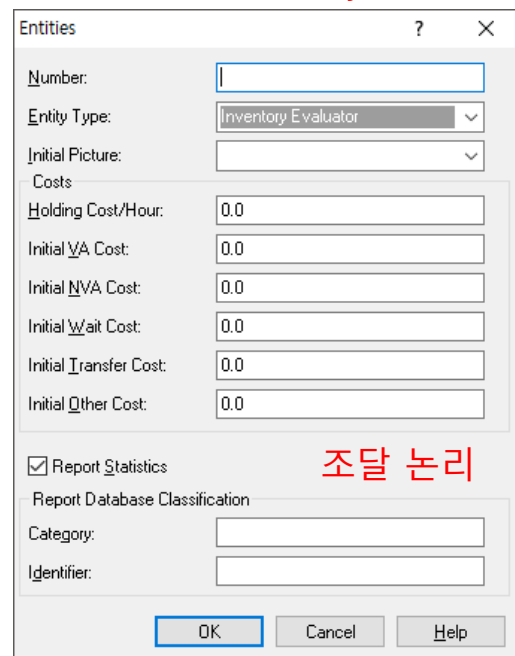 Entities ?
Number:
Entity Type: Inventory Evaluator
Initial Picture:
Costs
Holding Cost/Hour: 0.0
Initial VA Cost: 0.0
Initial NVA Cost: 0.0
Initial Wait Cost: 0.0
Initial Transfer Cost: 0.0
Initial Other Cost: 0.0
조달 논리
Report Statistics
Report Database Classification
Category:
Identifier:
OK Cancel Help